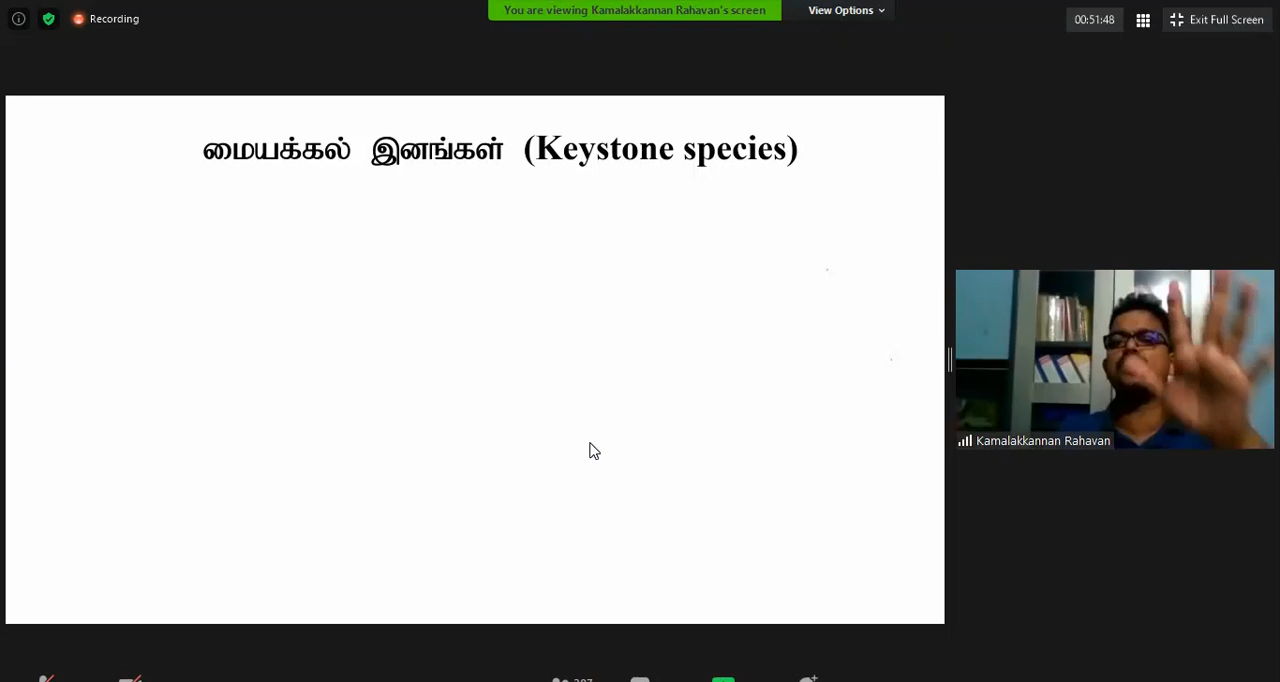 Recording
You are viewing Kamalakkannan Rahavan's screen
View Options
00:51:48
Exit Full Screen
மையக்கல் இனங்கள் (Keystone species)
Kamalakkannan Rahavan